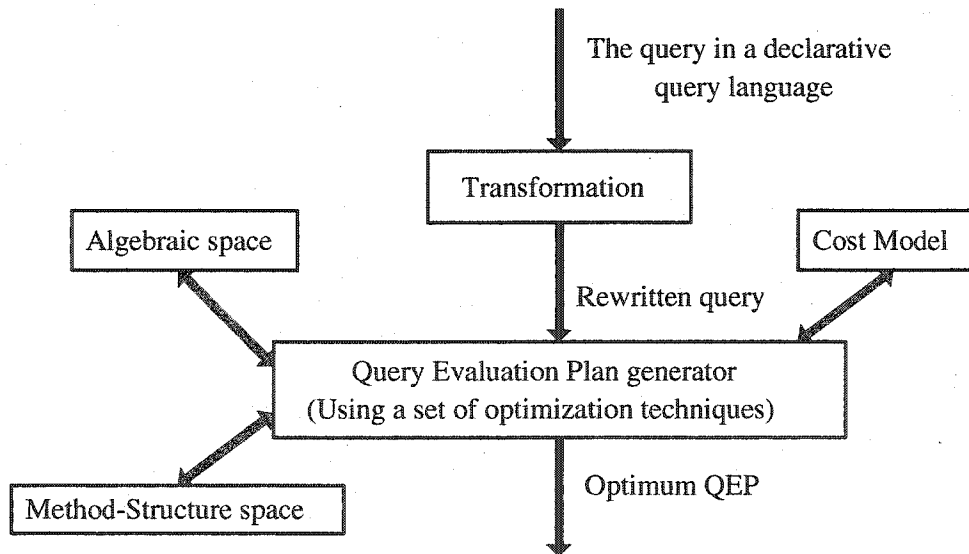 The query in a declarative
query language
Transformation
Algebraic space
Cost Model
Rewritten query
Query Evaluation Plan generator
(Using a set of optimization techniques)
Optimum QEP
Method-Structure space